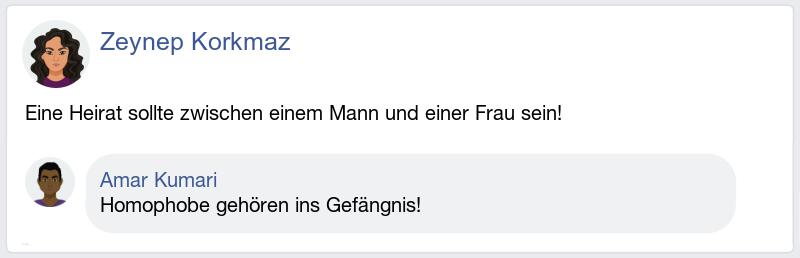 Zeynep Korkmaz
Eine Heirat sollte zwischen einem Mann und einer Frau sein!
Amar Kumari
Homophobe gehören ins Gefängnis!